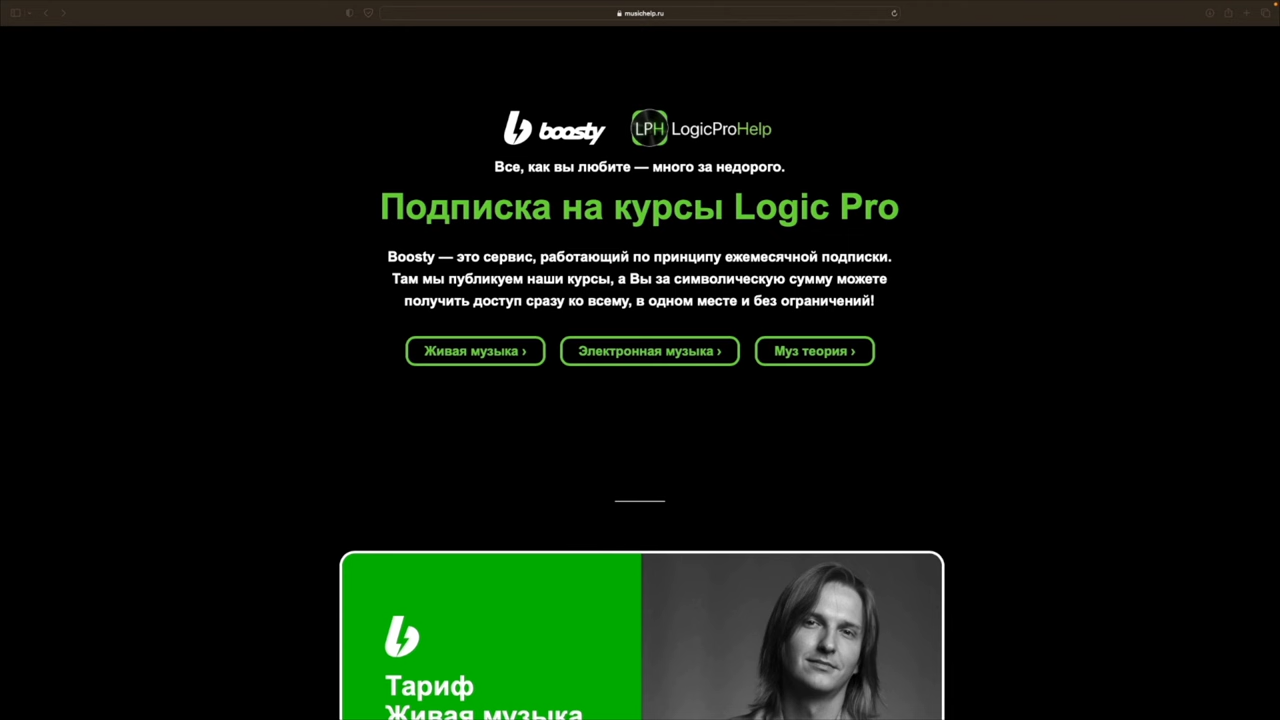 musichelp.ru
boosty
LPH LogicProHelp
Все, как вы любите — много за недорого.
Подписка на курсы Logic Pro
Boosty — это сервис, работающий по принципу ежемесячной подписки.
Там мы публикуем наши курсы, а Вы за символическую сумму можете
получить доступ сразу ко всему, в одном месте и без ограничений!
Живая музыка ›
Электронная музыка ›
Муз теория ›
Тариф
Живая музыка